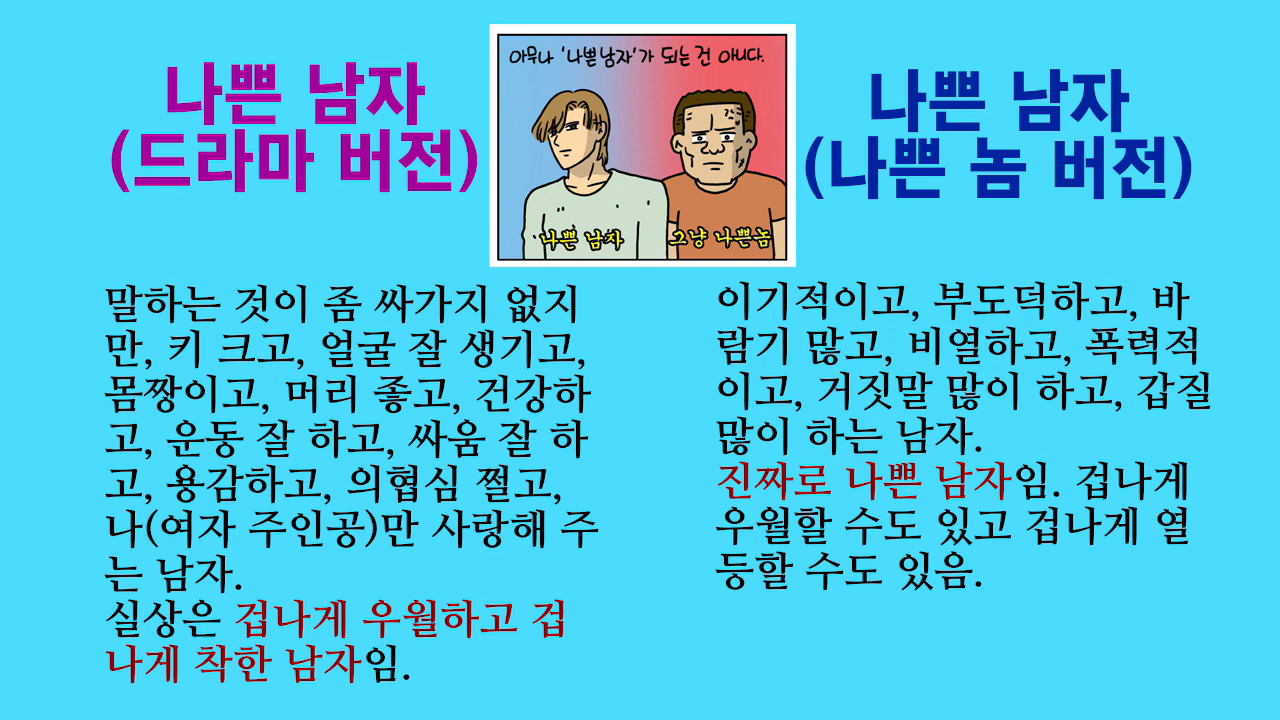 나쁜 남자
(드라마 버전)
아무나 '나쁜남자'가 되는 건 아니다.
나쁜 남자
그냥 나쁜놈
나쁜 남자
(나쁜 놈 버전)
말하는 것이 좀 싸가지 없지
만, 키 크고, 얼굴 잘 생기고,
몸짱이고, 머리 좋고, 건강하
고, 운동 잘 하고, 싸움 잘 하
고, 용감하고, 의협심 쩔고,
나(여자 주인공)만 사랑해 주
는 남자.
실상은 겁나게 우월하고 겁
나게 착한 남자임.
이기적이고, 부도덕하고, 바
람기 많고, 비열하고, 폭력적
이고, 거짓말 많이 하고, 갑질
많이 하는 남자.
진짜로 나쁜 남자임. 겁나게
우월할 수도 있고 겁나게 열
등할 수도 있음.